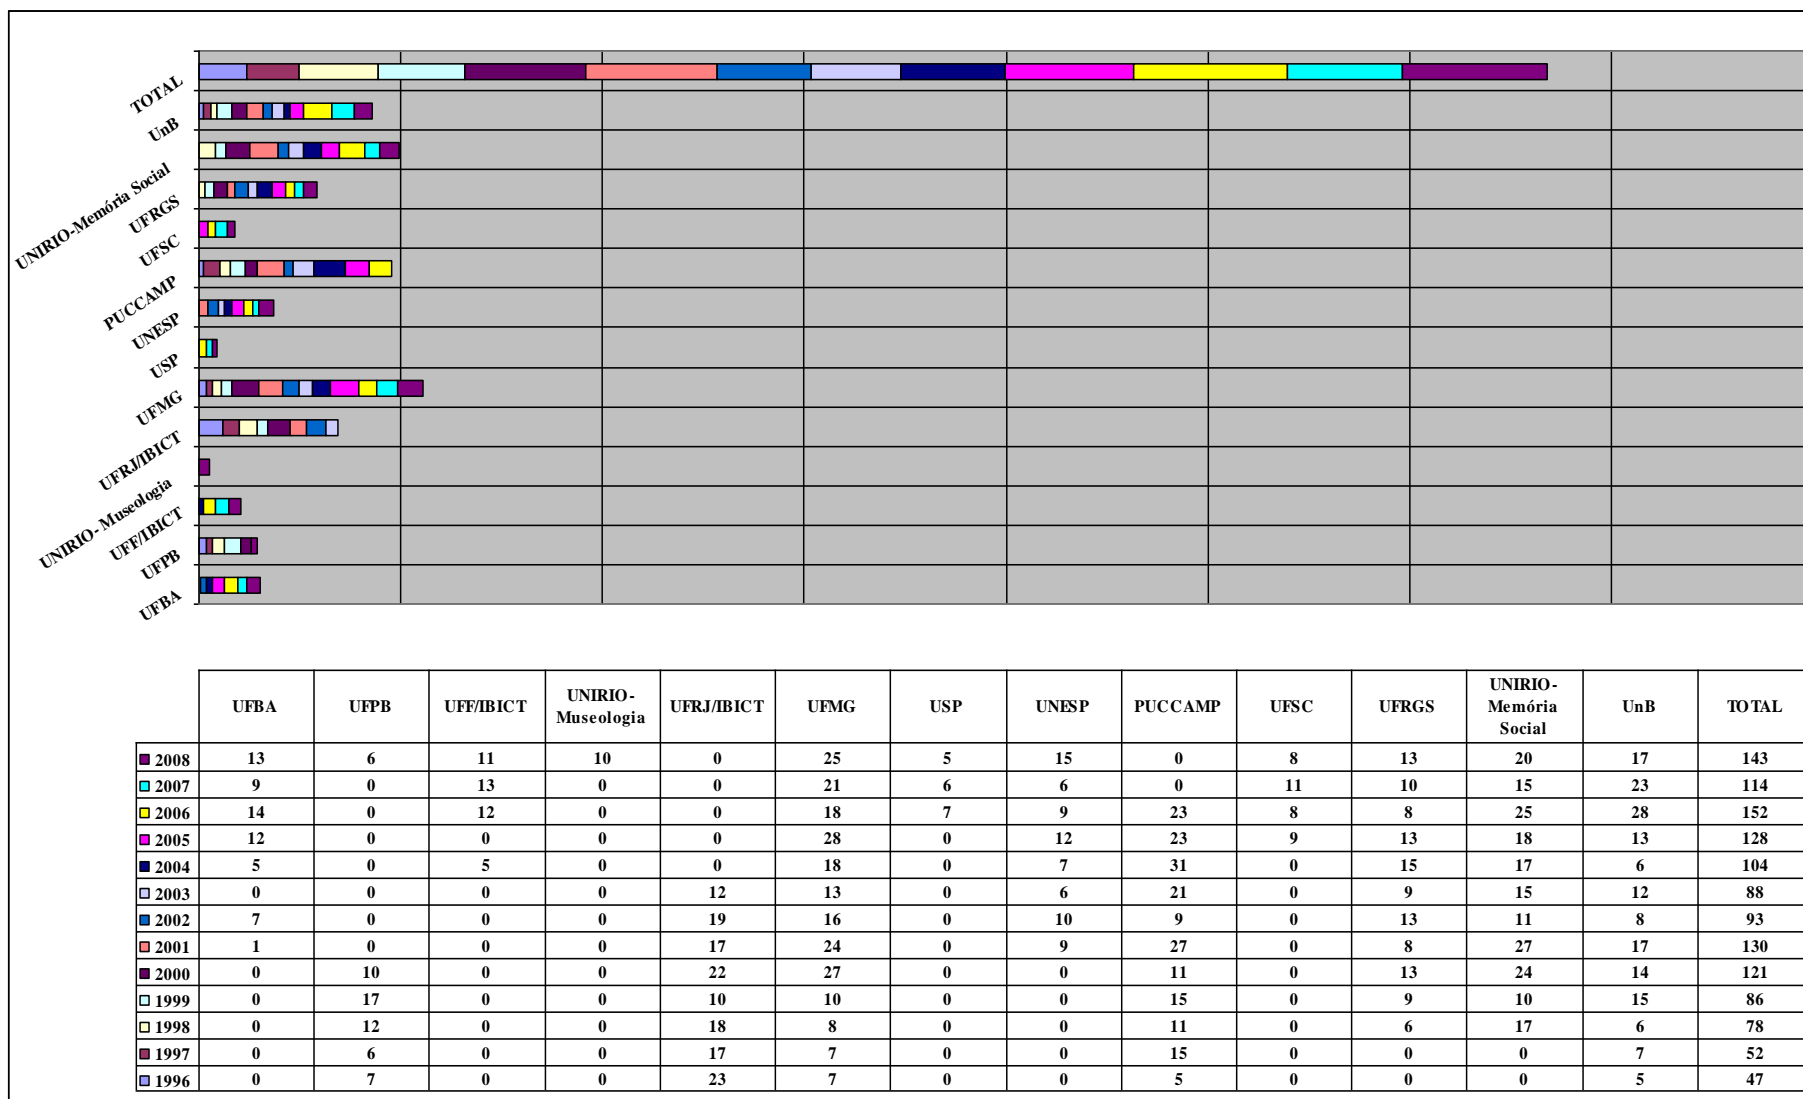 TOTAL
UnB
UNIRIO-Memória Social
UFRGS
UFSC
PUCCAMP
UNESP
USP
UFMG
UFRJ/IBICT
UNIRIO- Museologia
UFF/IBICT
UFPB
UFBA
UFBA UFPB UFF/IBICT UNIRIO- Museologia UFRJ/IBICT UFMG USP UNESP PUCCAMP UFSC UFRGS UNIRIO- Memória Social UnB TOTAL
2008 13 6 11 10 0 25 5 15 0 8 13 20 17 143
2007 9 0 13 0 0 21 6 6 0 11 10 15 23 114
2006 14 0 12 0 0 18 7 9 23 8 8 25 28 152
2005 12 0 0 0 0 28 0 12 23 9 13 18 13 128
2004 5 0 5 0 0 18 0 7 31 0 15 17 6 104
2003 0 0 0 0 12 13 0 6 21 0 9 15 12 88
2002 7 0 0 0 19 16 0 10 9 0 13 11 8 93
2001 1 0 0 0 17 24 0 9 27 0 8 27 17 130
2000 0 10 0 0 22 27 0 0 11 0 13 24 14 121
1999 0 17 0 0 10 10 0 0 15 0 9 10 15 86
1998 0 12 0 0 18 8 0 0 11 0 6 17 6 78
1997 0 6 0 0 17 7 0 0 15 0 0 0 7 52
1996 0 7 0 0 23 7 0 0 5 0 0 0 5 47